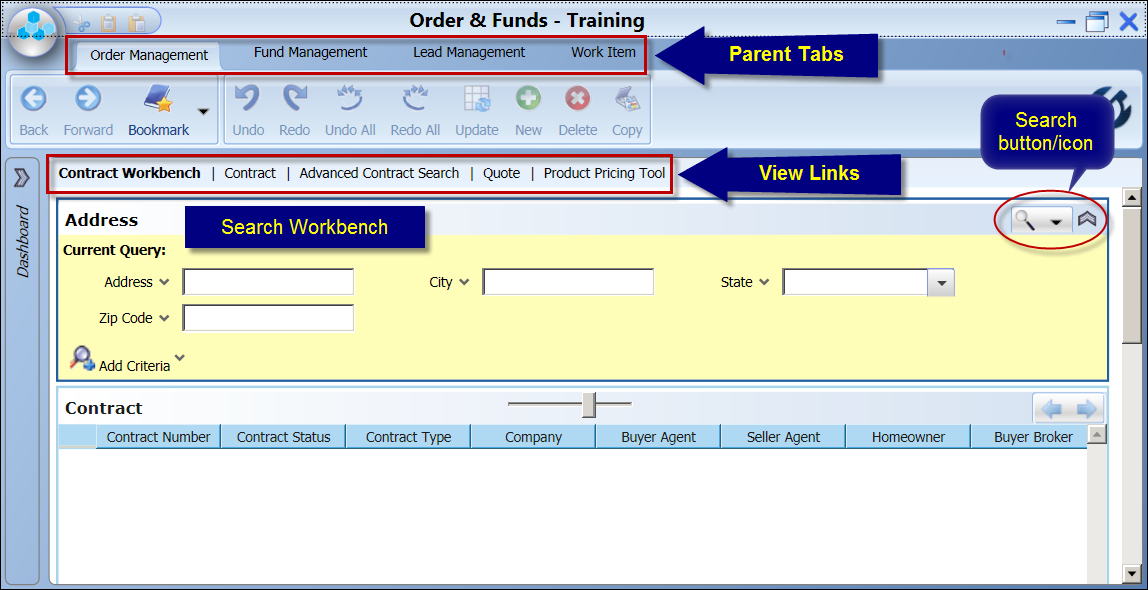 Order & Funds - Training
Order Management Fund Management Lead Management Work Item
Parent Tabs
Back Forward Bookmark Undo Redo Undo All Redo All Update New Delete Copy
Search
button/icon
Contract Workbench | Contract | Advanced Contract Search | Quote | Product Pricing Tool
View Links
Dashboard
Address
Search Workbench
Current Query:
Address City State
Zip Code
Add Criteria
Contract
Contract Number Contract Status Contract Type Company Buyer Agent Seller Agent Homeowner Buyer Broker